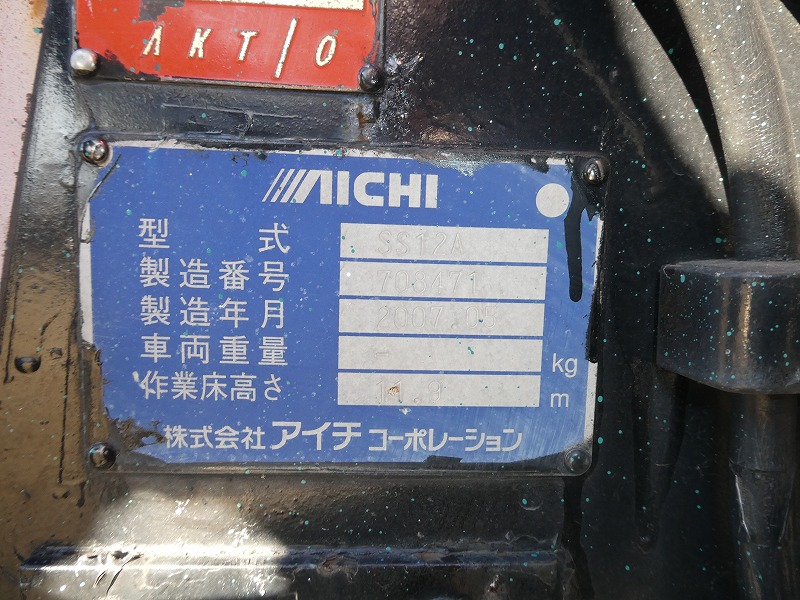 AKTIO
AICHI
型式 SS12A
製造番号 708471
製造年月 2007.05
車両重量 - kg
作業床高さ 11.9 m
株式会社 アイチ コーポレーション